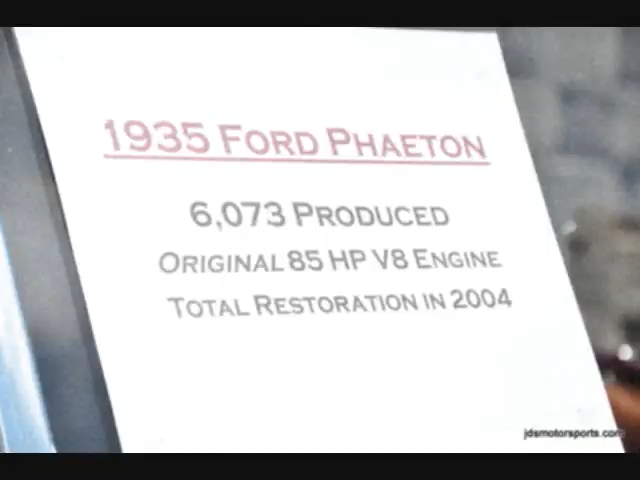 1935 FORD PHAETON
6,073 PRODUCED
ORIGINAL 85 HP V8 ENGINE
TOTAL RESTORATION IN 2004
jdsmotorsports.com